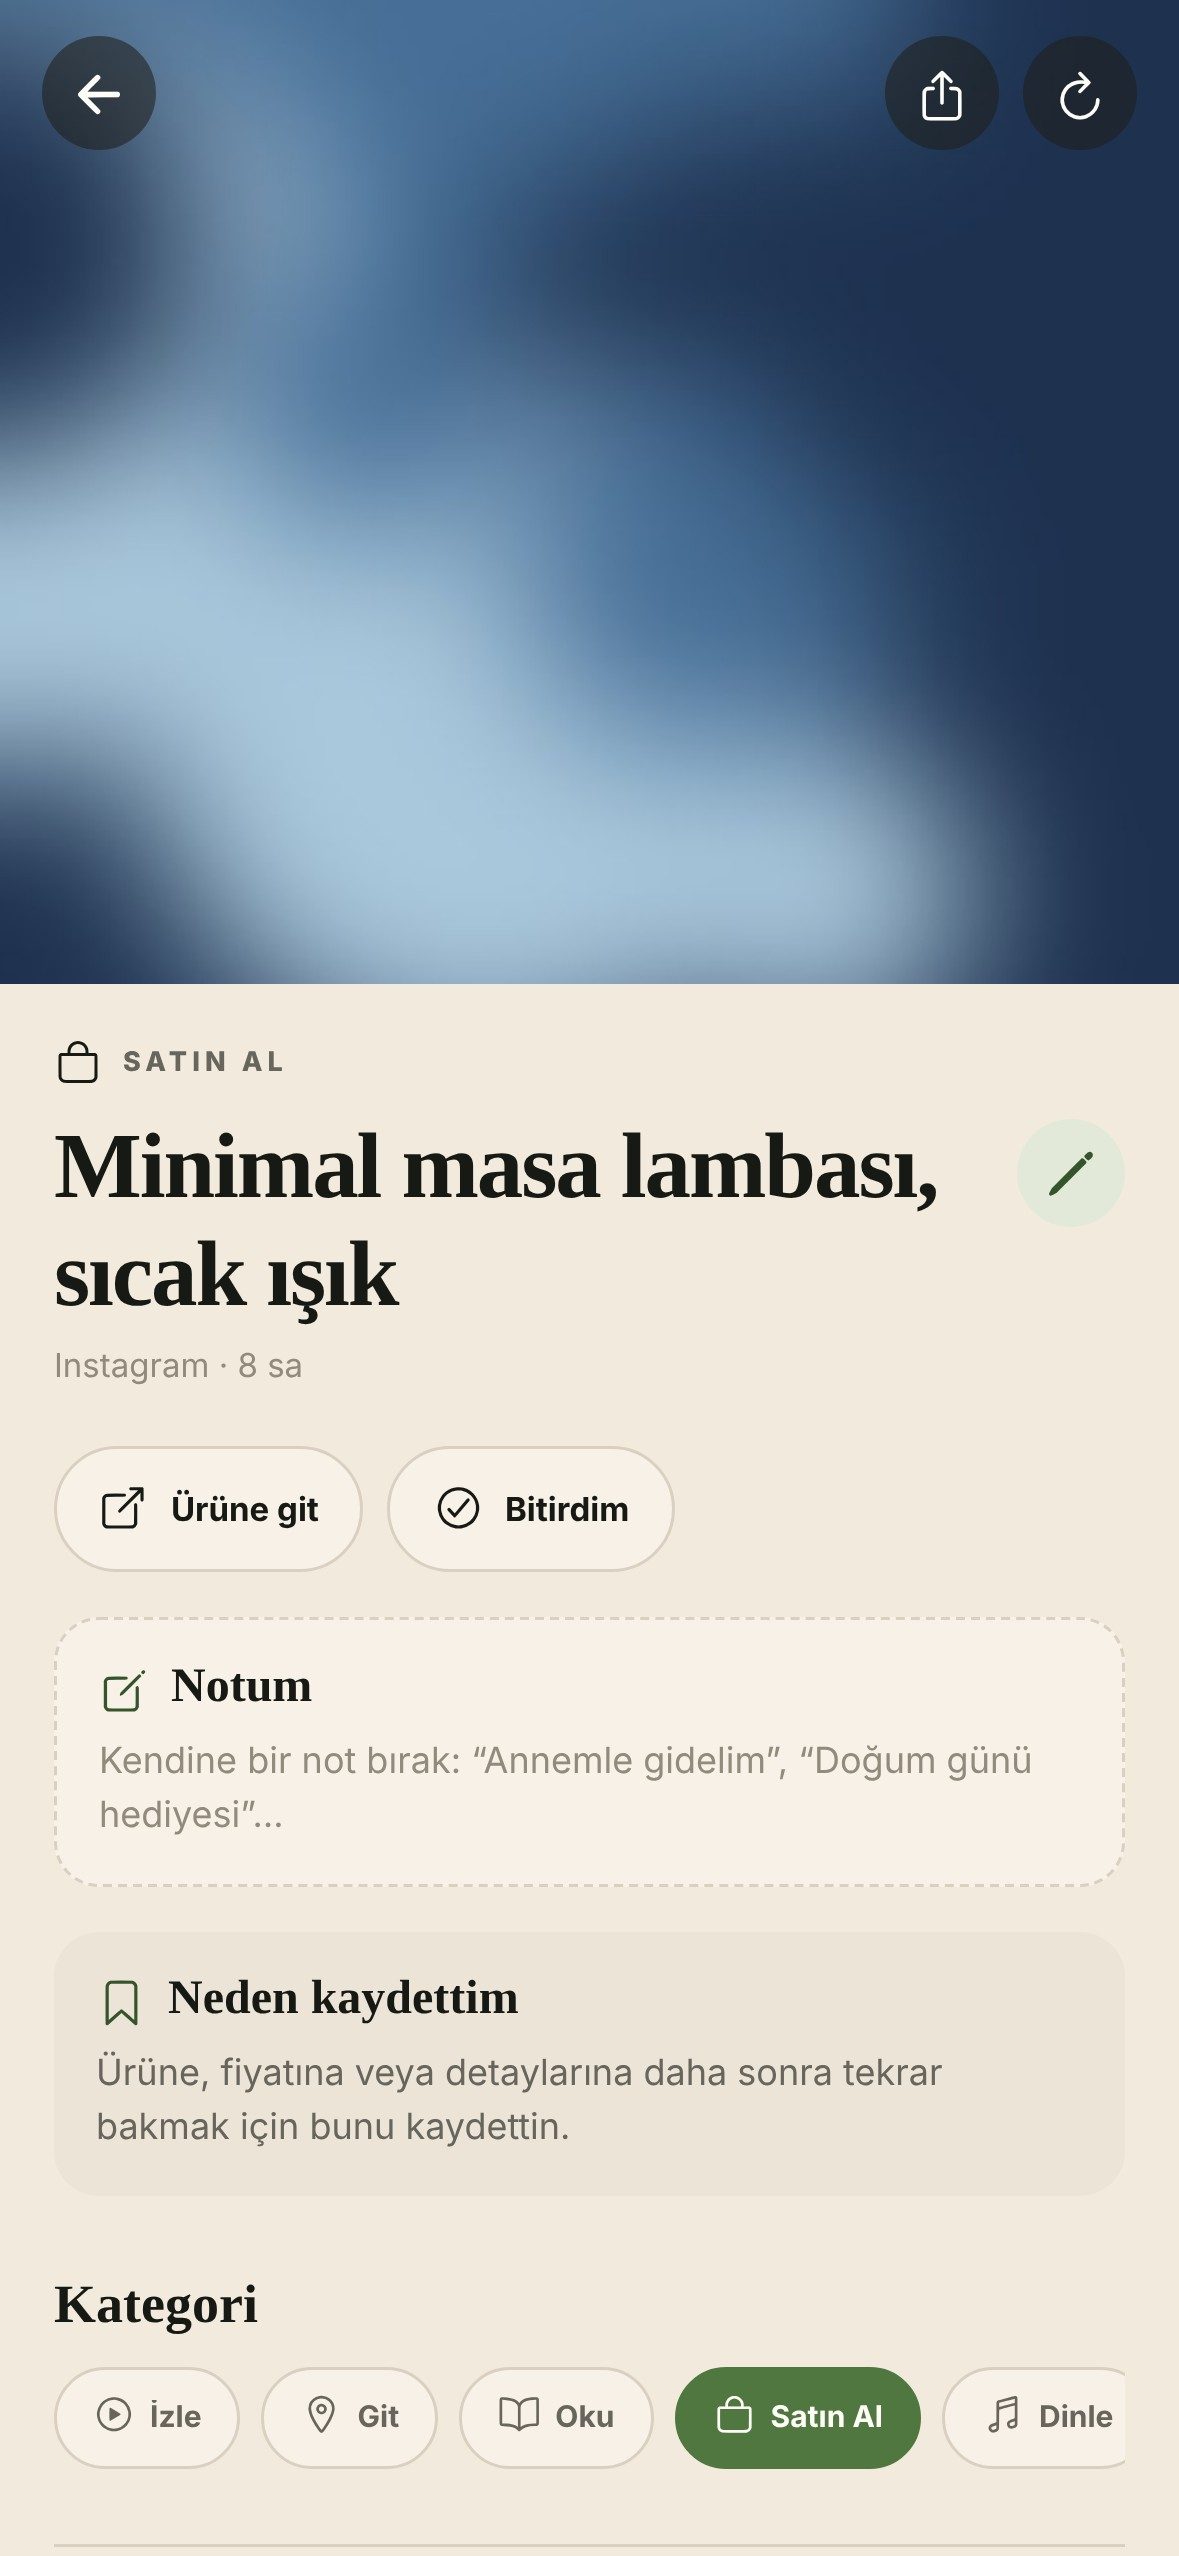 SATIN AL
Minimal masa lambası,
sıcak ışık
Instagram · 8 sa
Ürüne git
Bitirdim
Notum
Kendine bir not bırak: “Annemle gidelim”, “Doğum günü
hediyesi”...
Neden kaydettim
Ürüne, fiyatına veya detaylarına daha sonra tekrar
bakmak için bunu kaydettin.
Kategori
İzle
Git
Oku
Satın Al
Dinle